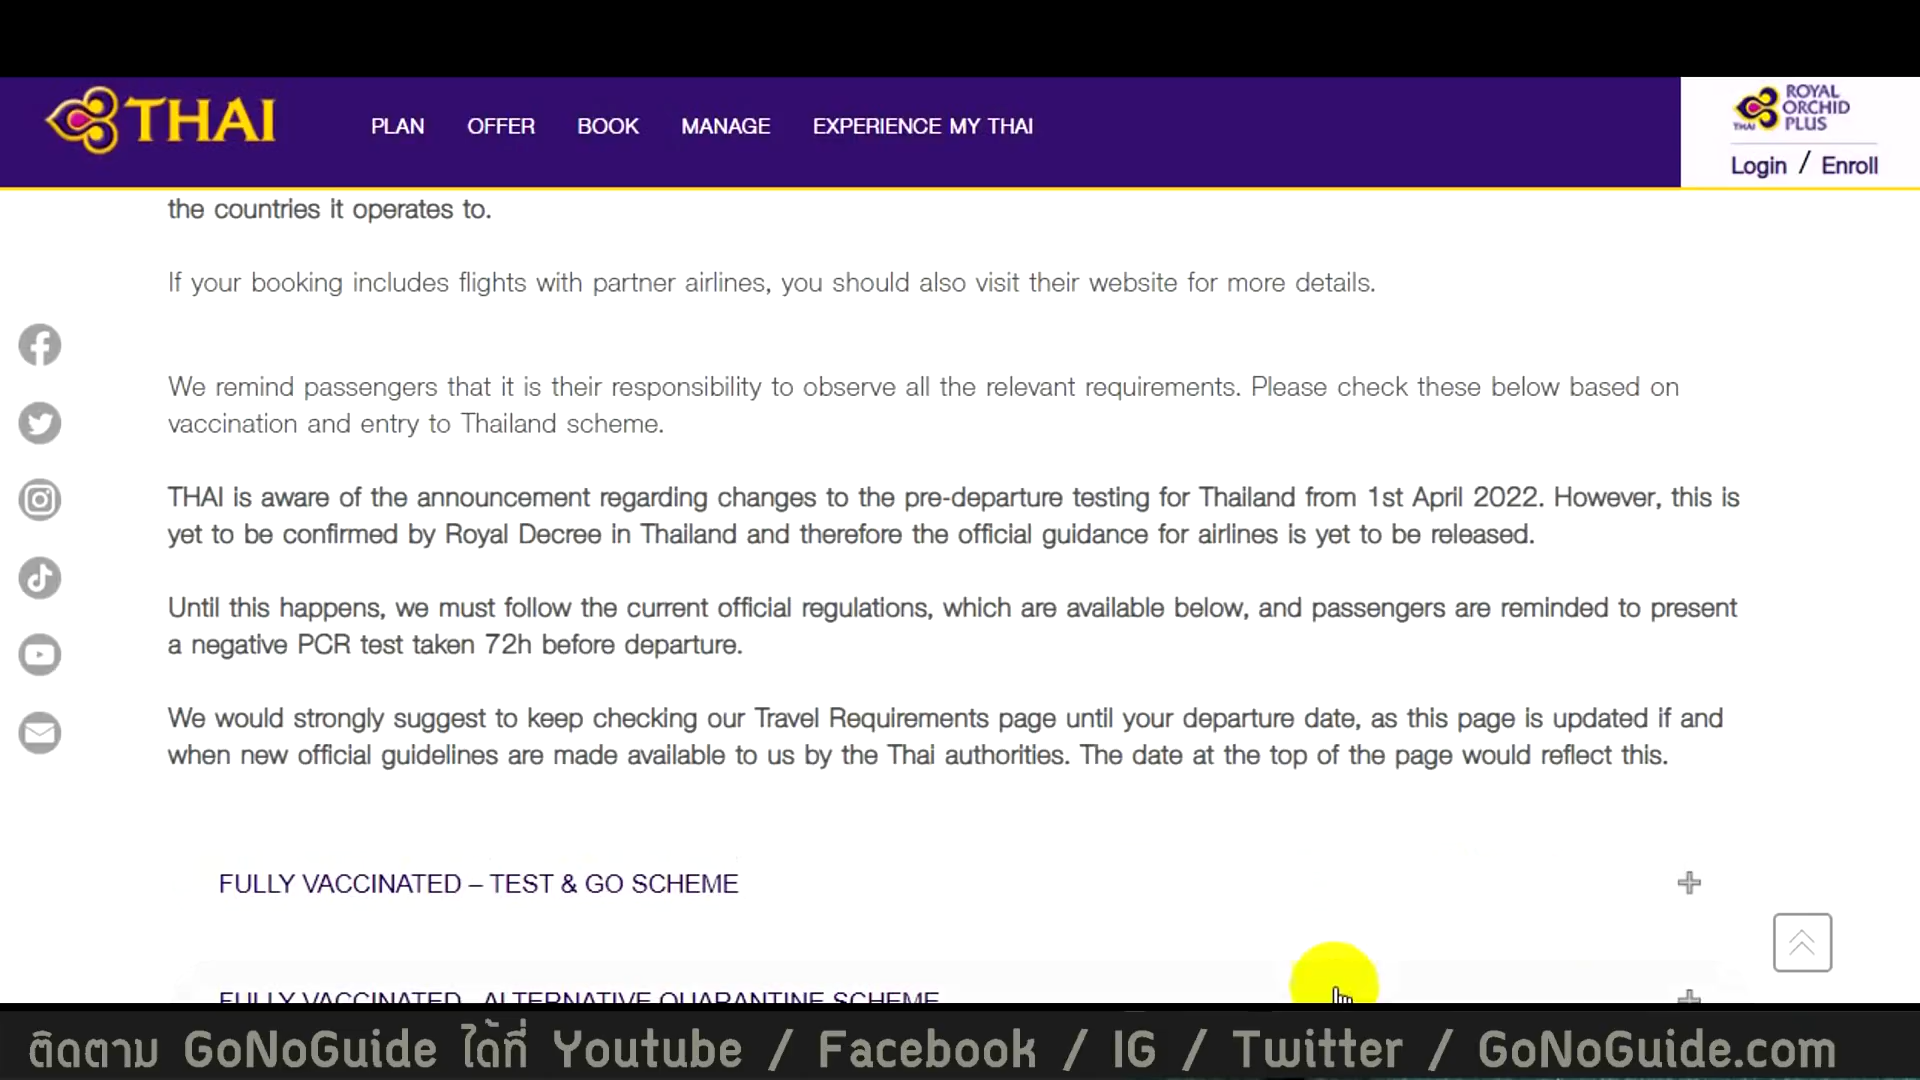 THAI
PLAN OFFER BOOK MANAGE EXPERIENCE MY THAI
ROYAL
ORCHID
PLUS
THAI
Login / Enroll
the countries it operates to.
If your booking includes flights with partner airlines, you should also visit their website for more details.
We remind passengers that it is their responsibility to observe all the relevant requirements. Please check these below based on
vaccination and entry to Thailand scheme.
THAI is aware of the announcement regarding changes to the pre-departure testing for Thailand from 1st April 2022. However, this is
yet to be confirmed by Royal Decree in Thailand and therefore the official guidance for airlines is yet to be released.
Until this happens, we must follow the current official regulations, which are available below, and passengers are reminded to present
a negative PCR test taken 72h before departure.
We would strongly suggest to keep checking our Travel Requirements page until your departure date, as this page is updated if and
when new official guidelines are made available to us by the Thai authorities. The date at the top of the page would reflect this.
FULLY VACCINATED – TEST & GO SCHEME
FULLY VACCINATED - ALTERNATIVE QUARANTINE SCHEME
ติดตาม GoNoGuide ได้ที่ Youtube / Facebook / IG / Twitter / GoNoGuide.com